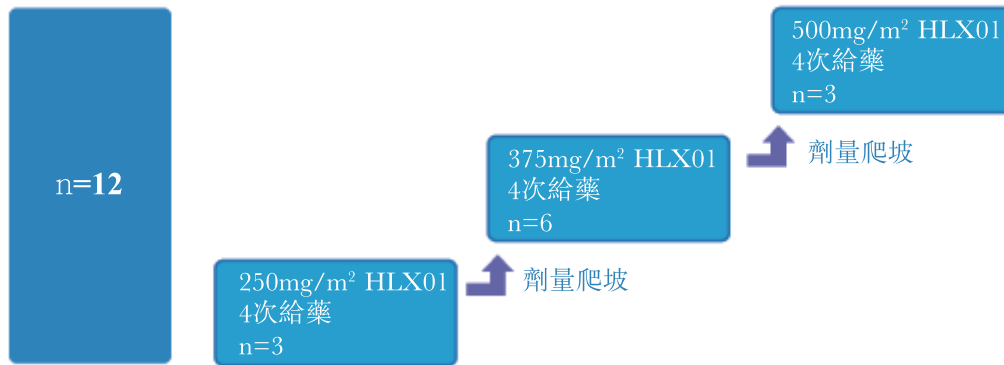 n=12
250mg/m² HLX01
4次給藥
n=3
劑量爬坡
375mg/m² HLX01
4次給藥
n=6
劑量爬坡
500mg/m² HLX01
4次給藥
n=3